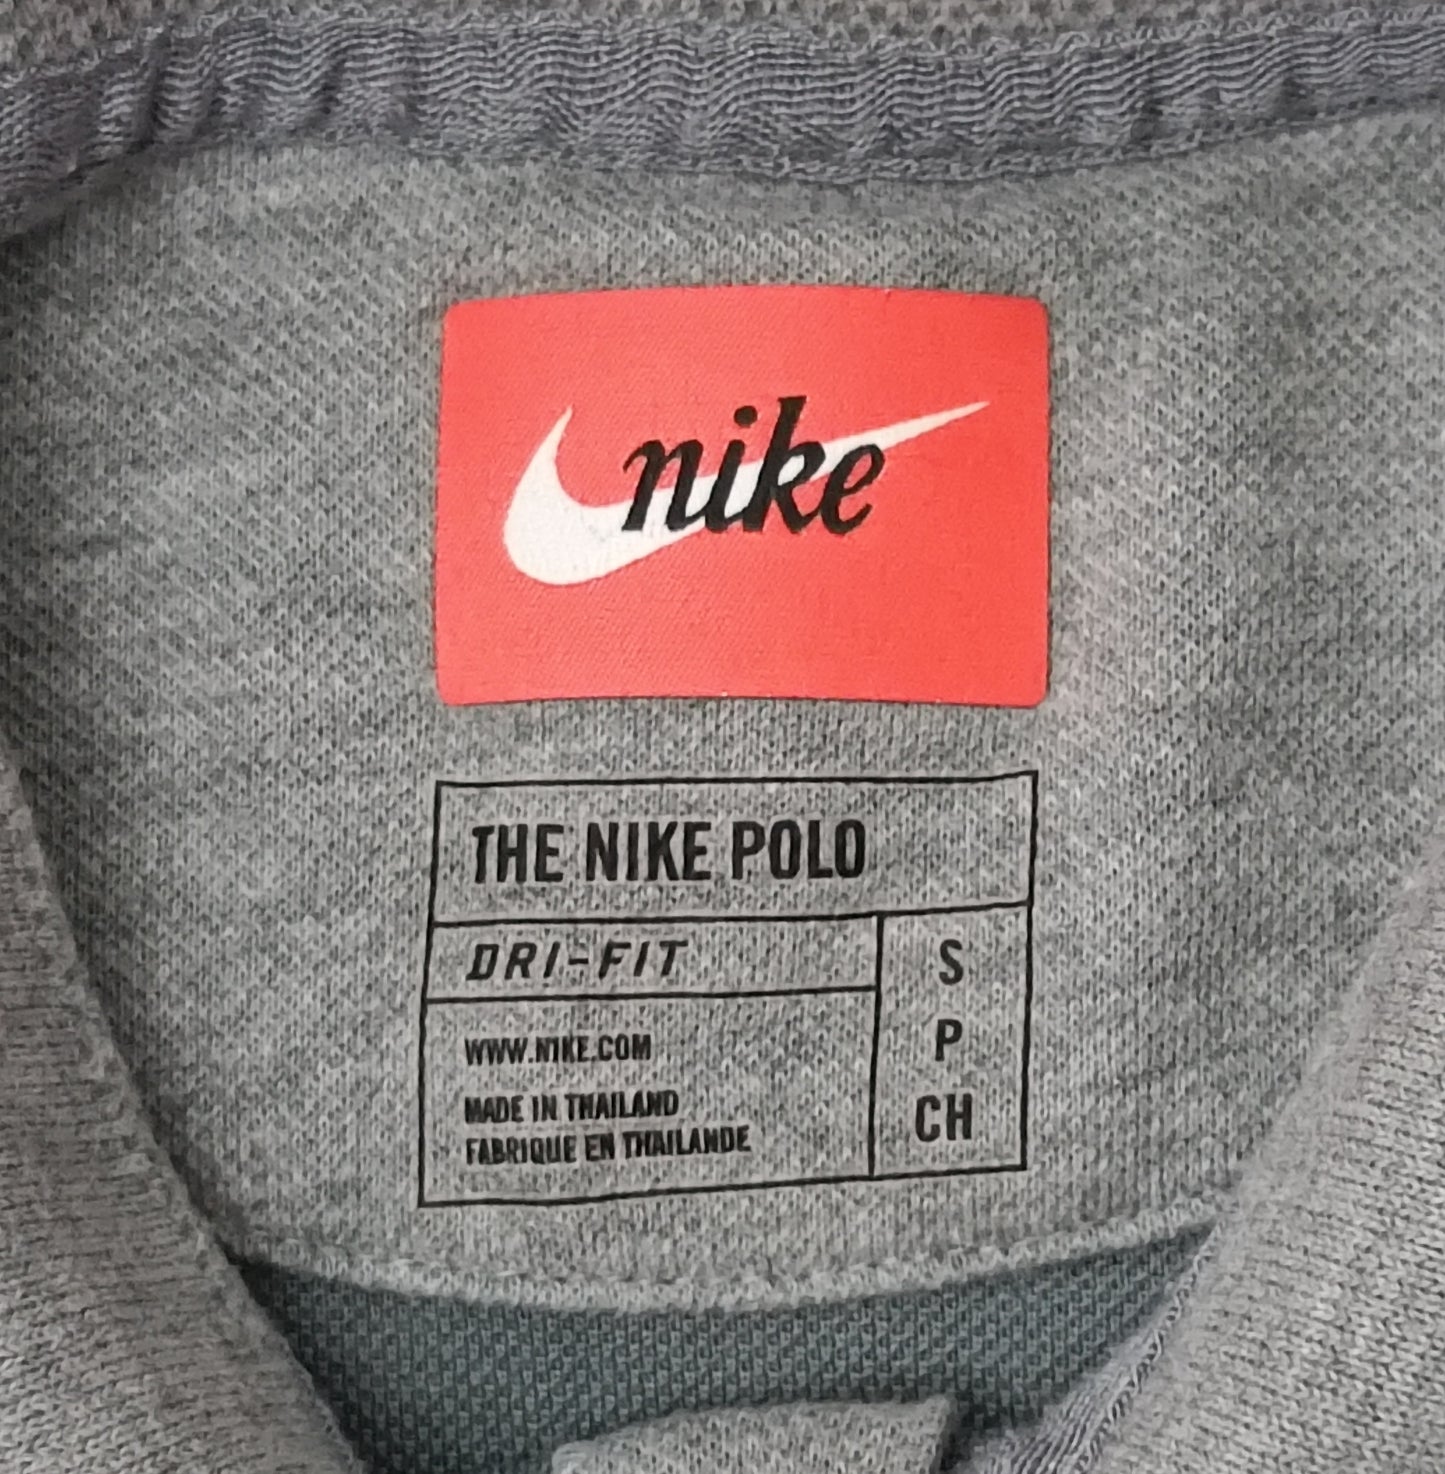 nike
THE NIKE POLO
DRI-FIT
S
P
CH
WWW.NIKE.COM
MADE IN THAILAND
FABRIQUE EN THAILANDE